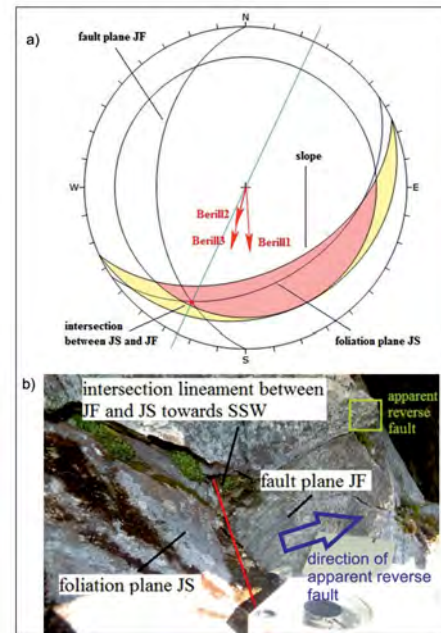 a)
N
fault plane JF
slope
W
E
Berill2
Berill3
Berill1
intersection
between JS and JF
S
foliation plane JS
b)
intersection lineament between
JF and JS towards SSW
apparent
reverse
fault
fault plane JF
foliation plane JS
direction of
apparent reverse
fault